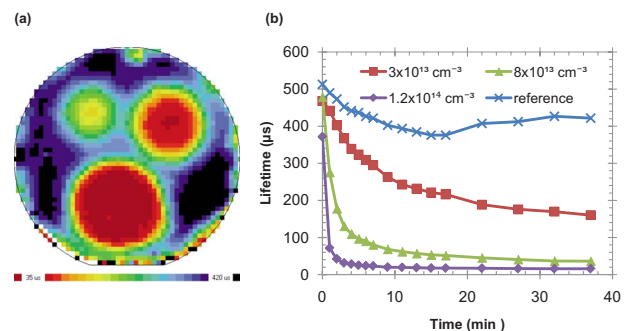 (a)
(b)
35 us
420 us
600
500
400
300
200
100
0
Lifetime (µs)
3x10¹³ cm⁻³
8x10¹³ cm⁻³
1.2x10¹⁴ cm⁻³
reference
0
10
20
30
40
Time (min )